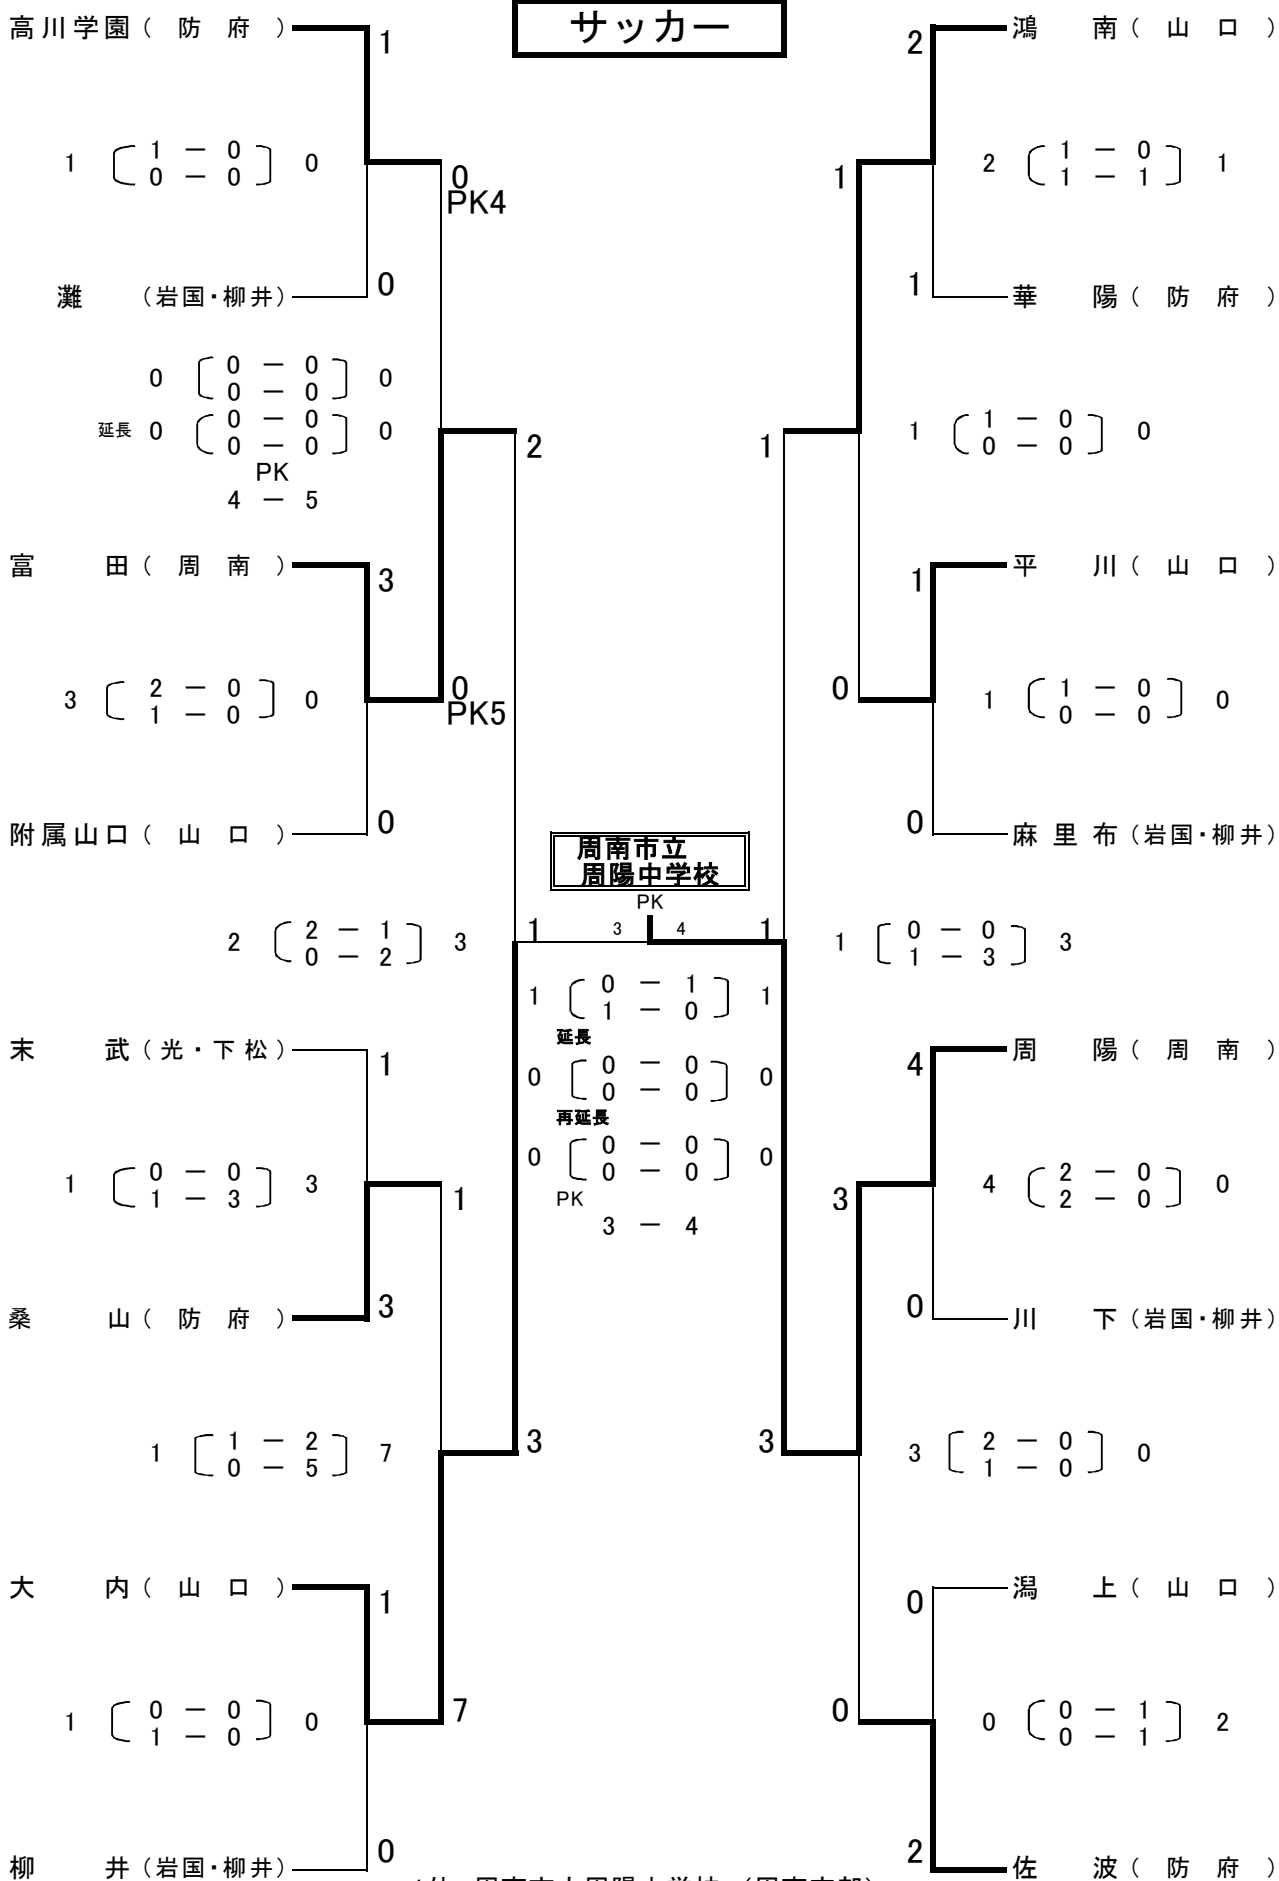 サッカー
高川学園（ 防 府 ）
1
1 1 － 0 0
0 － 0
0
PK4
灘 （岩国・柳井）
0
0 0 － 0 0
0 － 0
延長 0 0 － 0 0
0 － 0
PK
4 － 5
2
富 田（ 周 南 ）
3
3 2 － 0 0
1 － 0
0
PK5
附属山口（ 山 口 ）
0
2 2 － 1 3
0 － 2
末 武（光・下松）
1
1 0 － 0 3
1 － 3
1
桑 山（ 防 府 ）
3
1 1 － 2 7
0 － 5
3
大 内（ 山 口 ）
1
1 0 － 0 0
1 － 0
7
柳 井（岩国・柳井）
0
周南市立
周陽中学校
PK
1 3 4 1
1 0 － 1 1
1 － 0
延長
0 0 － 0 0
0 － 0
再延長
0 0 － 0 0
0 － 0
PK
3 － 4
2
鴻 南（ 山 口 ）
1
2 1 － 0 1
1 － 1
1
華 陽（ 防 府 ）
1 1 － 0 0
0 － 0
1
1
平 川（ 山 口 ）
0
1 1 － 0 0
0 － 0
0
麻里布（岩国・柳井）
1 0 － 0 3
1 － 3
4
周 陽（ 周 南 ）
3
4 2 － 0 0
2 － 0
0
川 下（岩国・柳井）
3 2 － 0 0
1 － 0
3
0
潟 上（ 山 口 ）
0
0 0 － 1 2
0 － 1
2
佐 波（ 防 府 ）